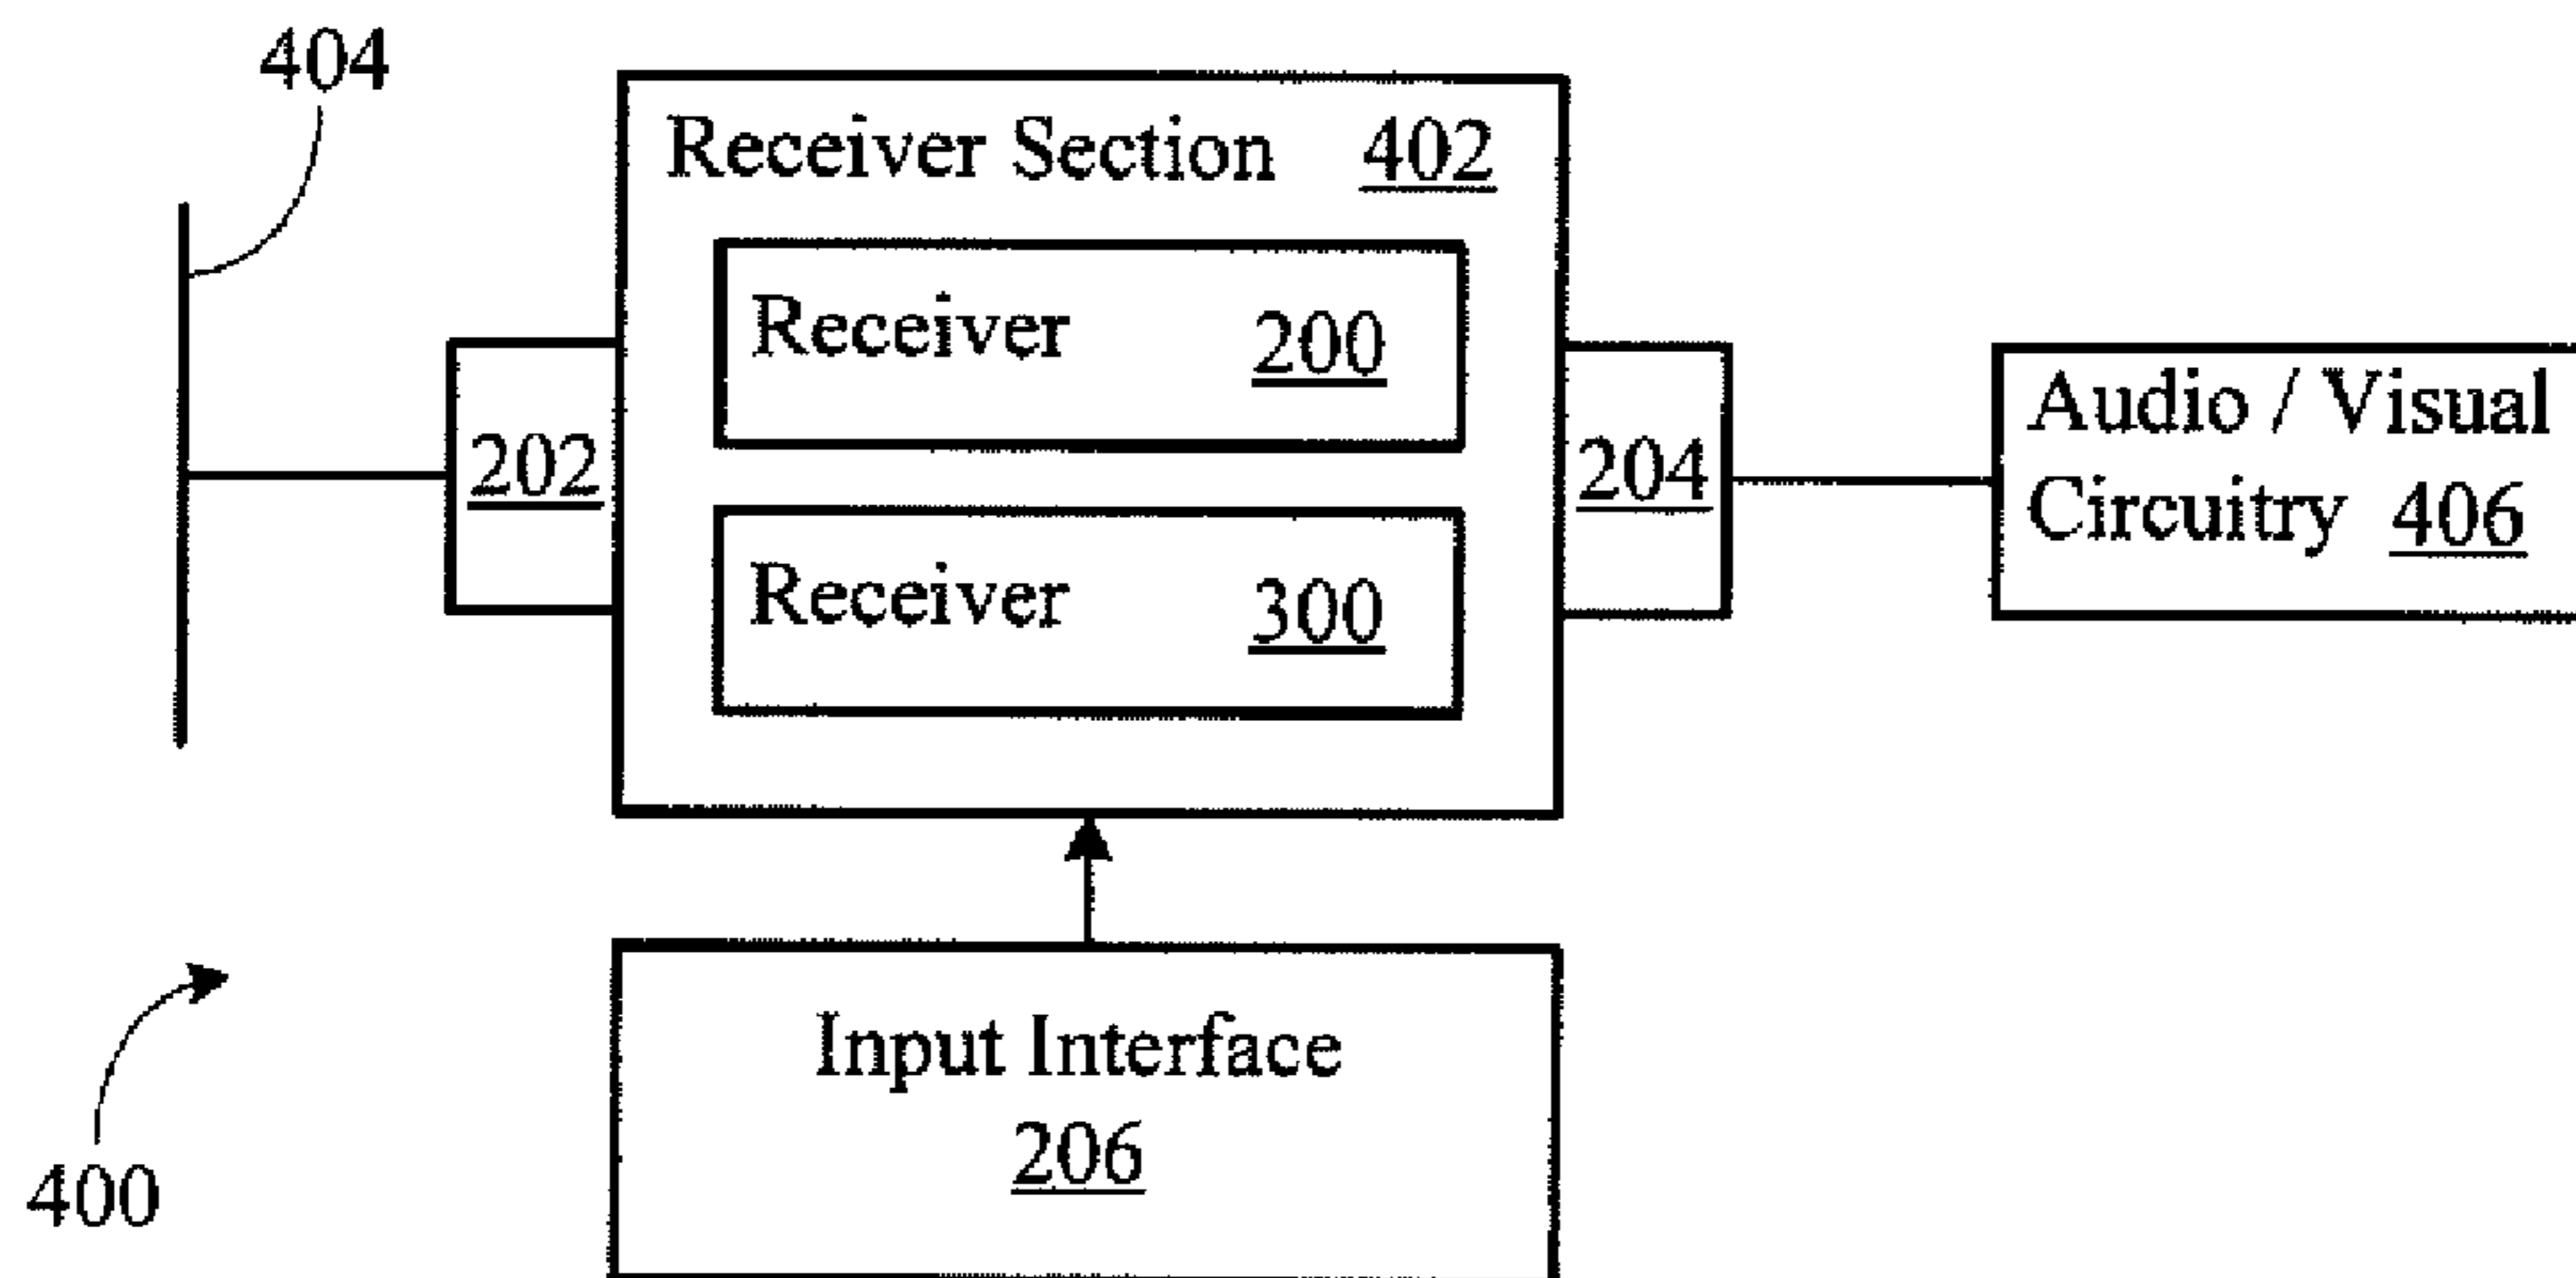 404
Receiver Section 402
Receiver 200
202
204
Audio / Visual
Circuitry 406
Receiver 300
Input Interface
206
400